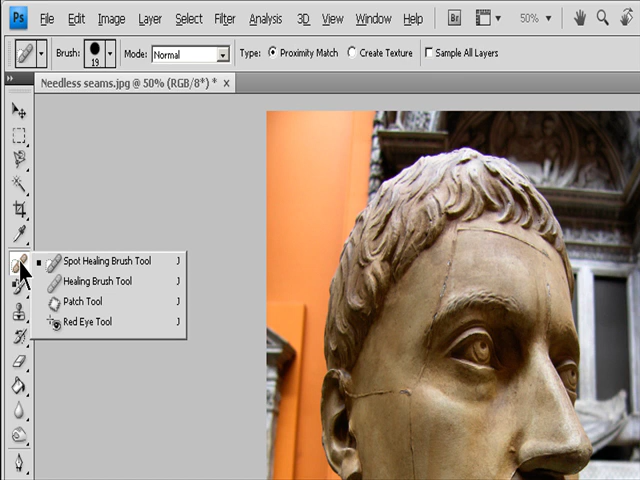 Ps File Edit Image Layer Select Filter Analysis 3D View Window Help Br 50%
Brush: 19 Mode: Normal Type: Proximity Match Create Texture Sample All Layers
Needless seams.jpg @ 50% (RGB/8*) * x
Spot Healing Brush Tool J
Healing Brush Tool J
Patch Tool J
Red Eye Tool J